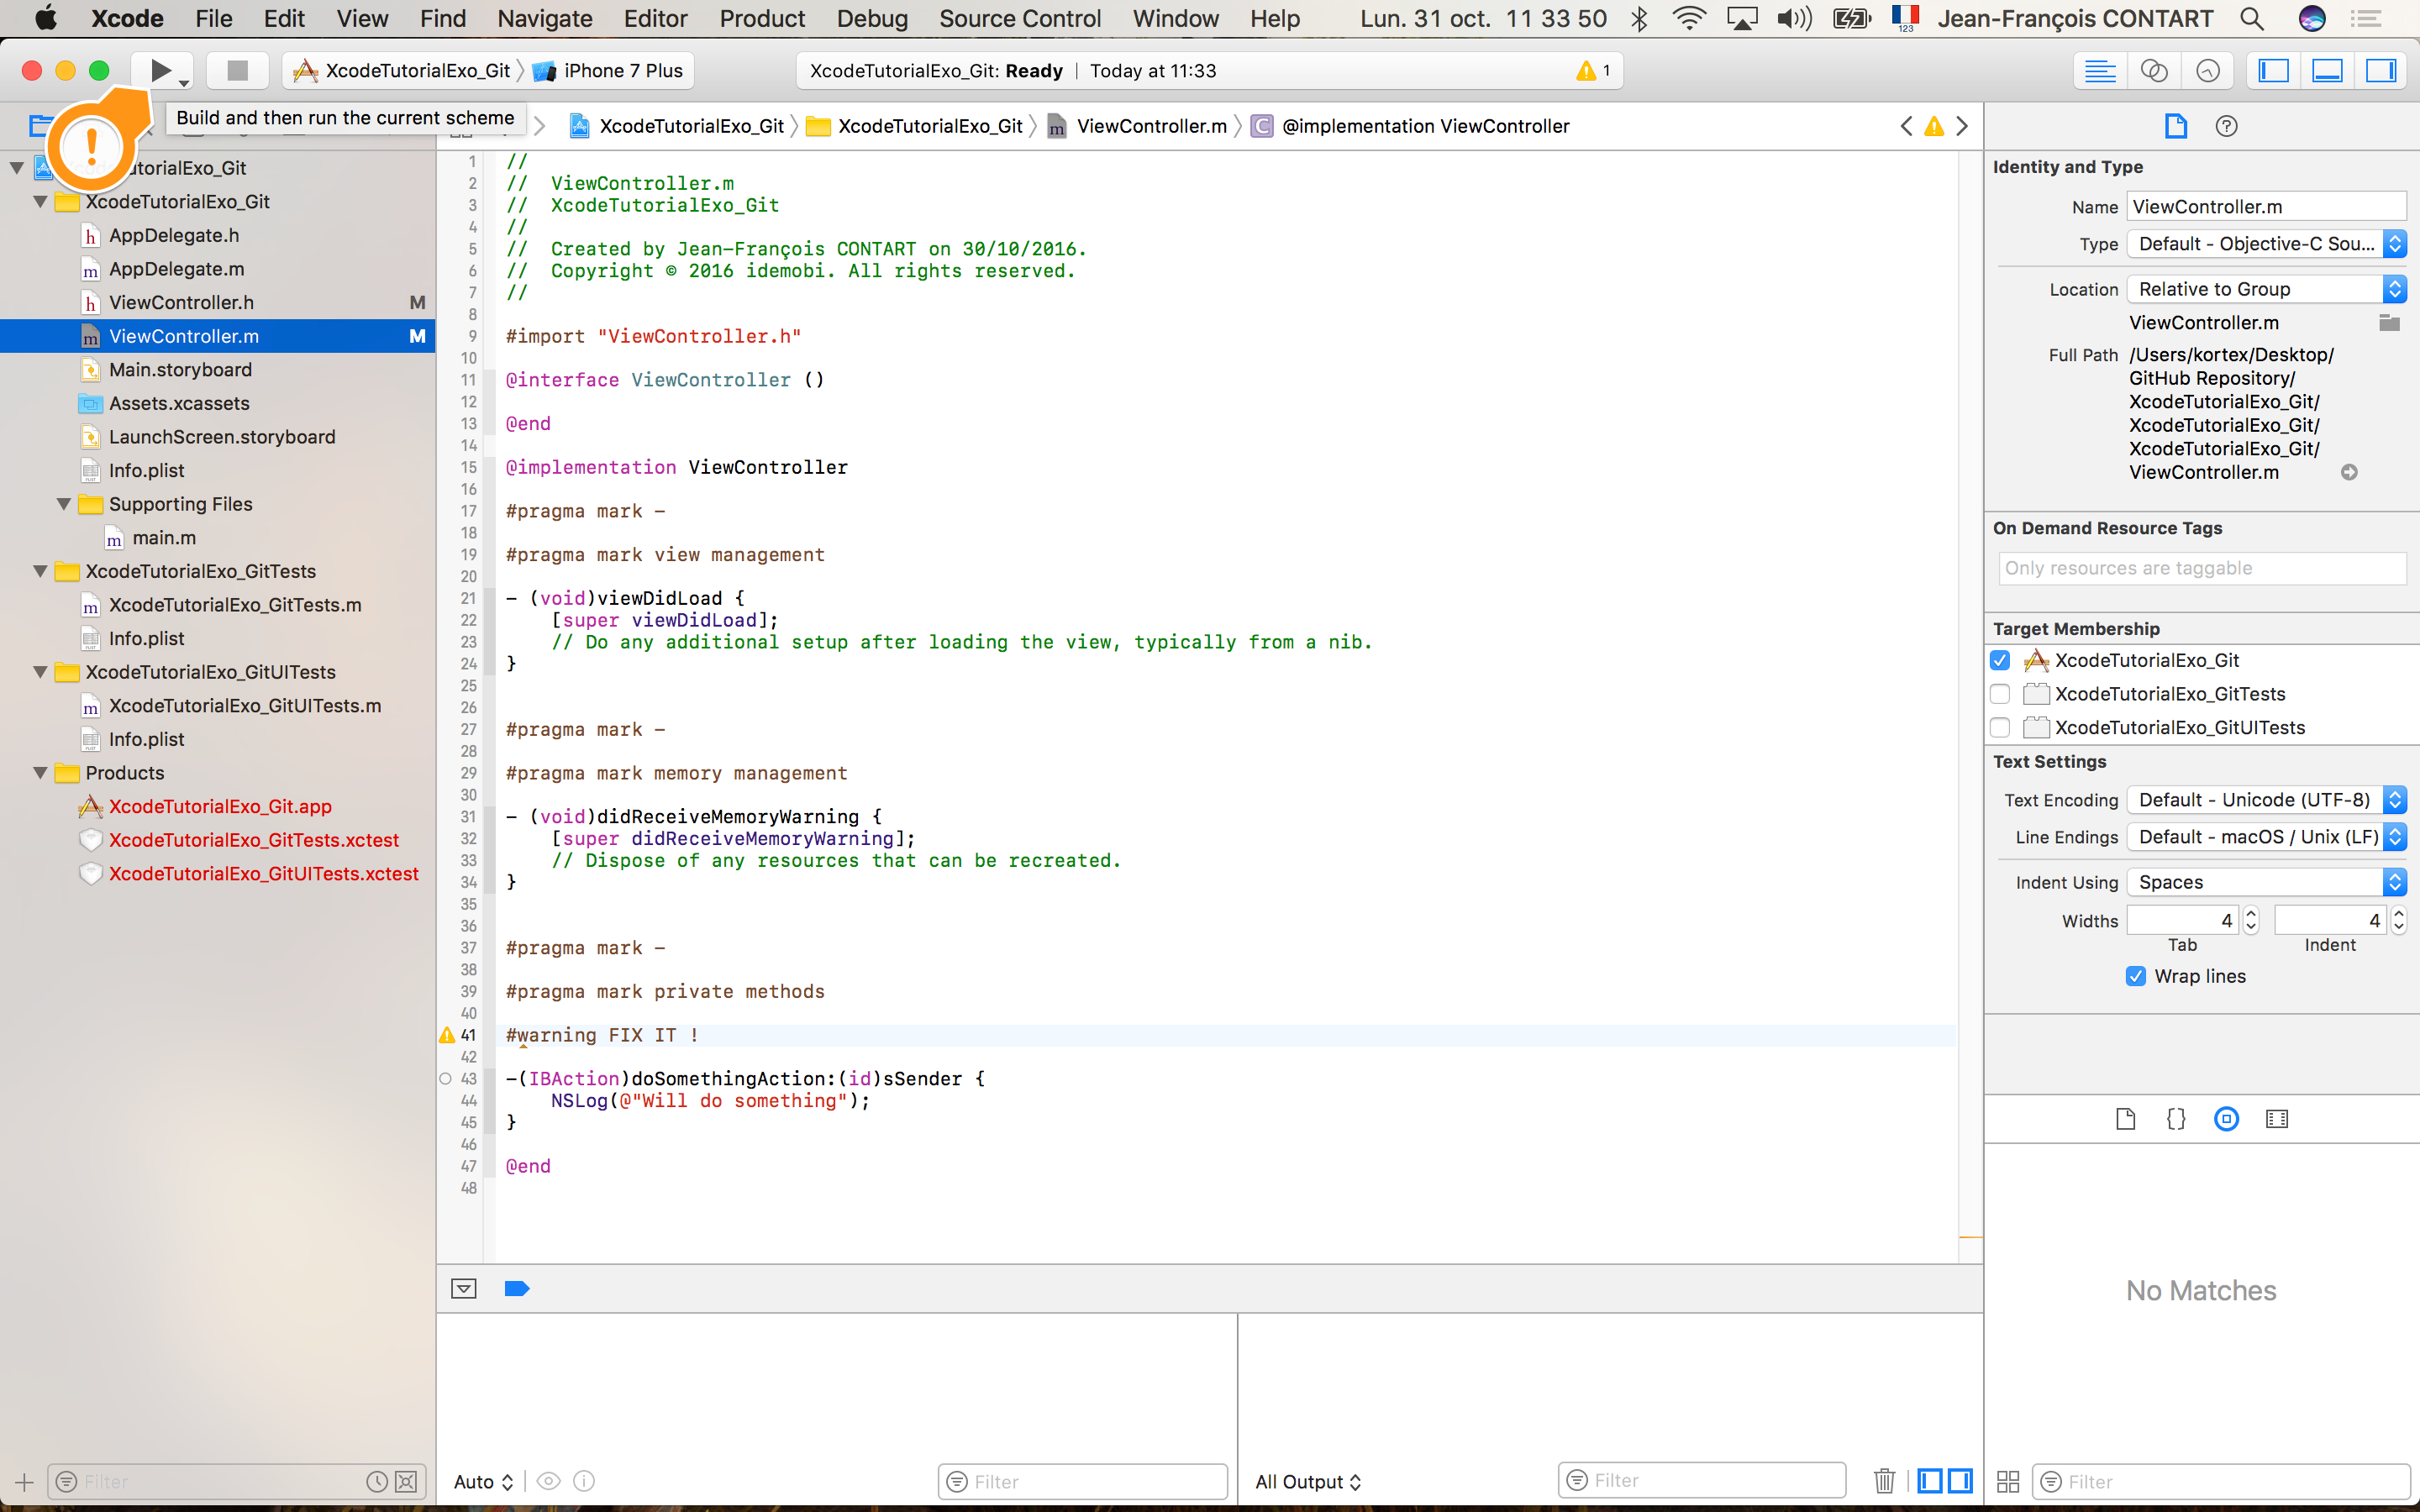 Xcode File Edit View Find Navigate Editor Product Debug Source Control Window Help Lun. 31 oct. 11 33 50 123 Jean-François CONTART
XcodeTutorialExo_Git iPhone 7 Plus XcodeTutorialExo_Git: Ready | Today at 11:33 1
Build and then run the current scheme
XcodeTutorialExo_Git XcodeTutorialExo_Git m ViewController.m C @implementation ViewController
!
utorialExo_Git
XcodeTutorialExo_Git
h AppDelegate.h
m AppDelegate.m
h ViewController.h M
m ViewController.m M
Main.storyboard
Assets.xcassets
LaunchScreen.storyboard
Info.plist
Supporting Files
m main.m
XcodeTutorialExo_GitTests
m XcodeTutorialExo_GitTests.m
Info.plist
XcodeTutorialExo_GitUITests
m XcodeTutorialExo_GitUITests.m
Info.plist
Products
XcodeTutorialExo_Git.app
XcodeTutorialExo_GitTests.xctest
XcodeTutorialExo_GitUITests.xctest
Filter
1 //
2 //  ViewController.m
3 //  XcodeTutorialExo_Git
4 //
5 //  Created by Jean-François CONTART on 30/10/2016.
6 //  Copyright © 2016 idemobi. All rights reserved.
7 //
8
9 #import "ViewController.h"
10
11 @interface ViewController ()
12
13 @end
14
15 @implementation ViewController
16
17 #pragma mark -
18
19 #pragma mark view management
20
21 - (void)viewDidLoad {
22     [super viewDidLoad];
23     // Do any additional setup after loading the view, typically from a nib.
24 }
25
26
27 #pragma mark -
28
29 #pragma mark memory management
30
31 - (void)didReceiveMemoryWarning {
32     [super didReceiveMemoryWarning];
33     // Dispose of any resources that can be recreated.
34 }
35
36
37 #pragma mark -
38
39 #pragma mark private methods
40
41 #warning FIX IT !
42
43 -(IBAction)doSomethingAction:(id)sSender {
44     NSLog(@"Will do something");
45 }
46
47 @end
48
Auto Filter
All Output Filter
Identity and Type
Name ViewController.m
Type Default - Objective-C Sou...
Location Relative to Group
ViewController.m
Full Path /Users/kortex/Desktop/
GitHub Repository/
XcodeTutorialExo_Git/
XcodeTutorialExo_Git/
XcodeTutorialExo_Git/
ViewController.m
On Demand Resource Tags
Only resources are taggable
Target Membership
XcodeTutorialExo_Git
XcodeTutorialExo_GitTests
XcodeTutorialExo_GitUITests
Text Settings
Text Encoding Default - Unicode (UTF-8)
Line Endings Default - macOS / Unix (LF)
Indent Using Spaces
Widths 4 4
Tab Indent
Wrap lines
{}
No Matches
Filter